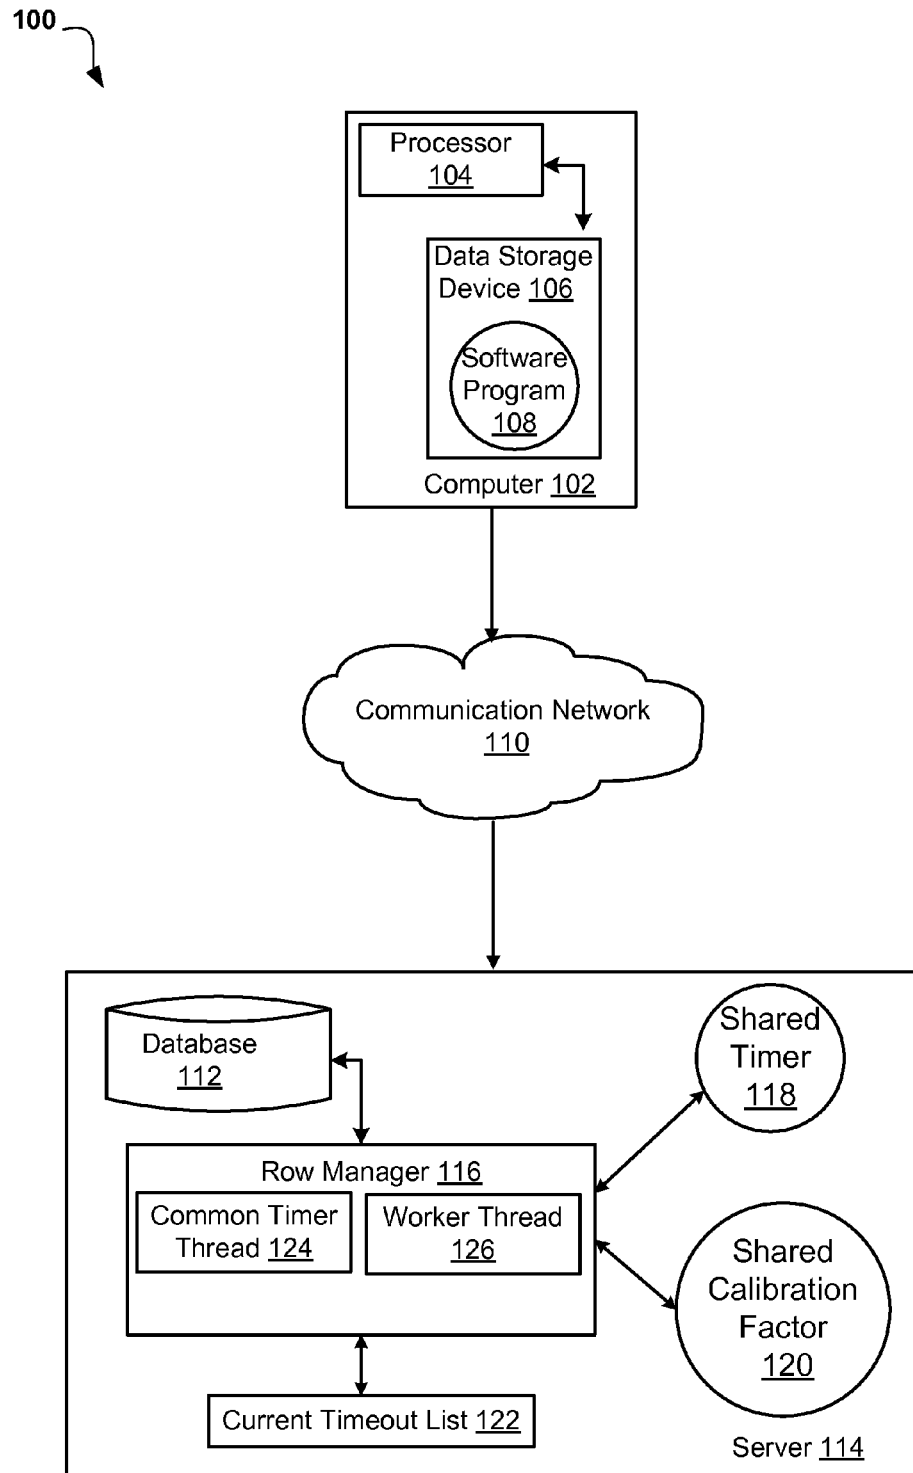 100
Processor
104
Data Storage
Device 106
Software
Program
108
Computer 102
Communication Network
110
Database
112
Shared
Timer
118
Row Manager 116
Common Timer
Thread 124
Worker Thread
126
Shared
Calibration
Factor
120
Current Timeout List 122
Server 114